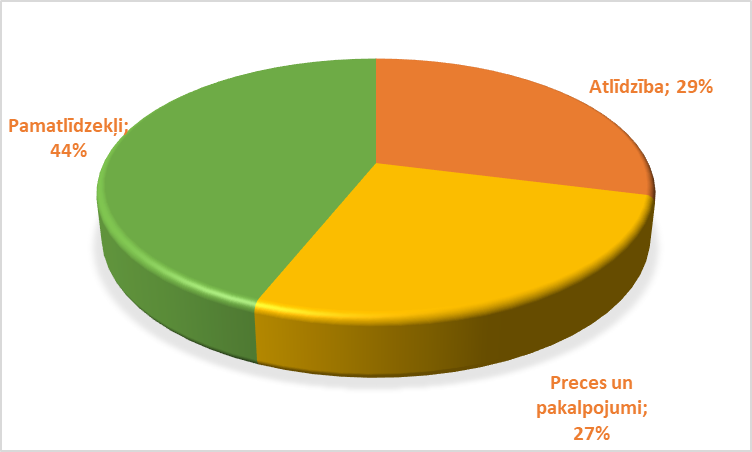 Atlīdzība; 29%
Pamatlīdzekļi;
44%
Preces un
pakalpojumi;
27%